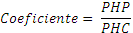 Coeficiente = PHP / PHC